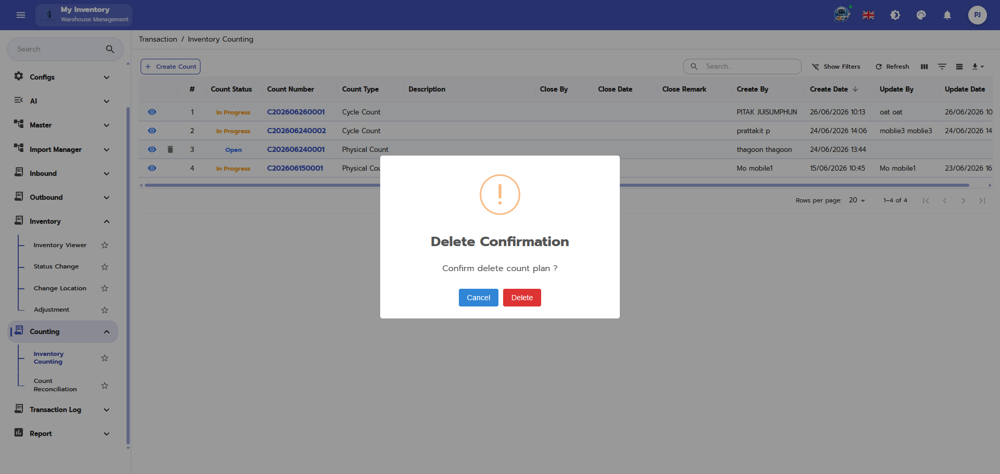 My Inventory
Warehouse Management
PJ
Search
Configs
AI
Master
Import Manager
Inbound
Outbound
Inventory
Inventory Viewer
Status Change
Change Location
Adjustment
Counting
Inventory
Counting
Count
Reconciliation
Transaction Log
Report
Transaction / Inventory Counting
Create Count
Search...
Show Filters
Refresh
# Count Status Count Number Count Type Description Close By Close Date Close Remark Create By Create Date Update By Update Date
1 In Progress C202606260001 Cycle Count PITAK JUISUMPHUN 26/06/2026 10:13 oat oat 26/06/2026 10
2 In Progress C202606240002 Cycle Count prattakit p 24/06/2026 14:06 moblie3 moblie3 24/06/2026 14:
3 Open C202606240001 Physical Count thagoon thagoon 24/06/2026 13:44
4 In Progress C202606150001 Physical Cou Mo mobile1 15/06/2026 10:45 Mo mobile1 23/06/2026 16:
Rows per page: 20 1–4 of 4
Delete Confirmation
Confirm delete count plan ?
Cancel
Delete